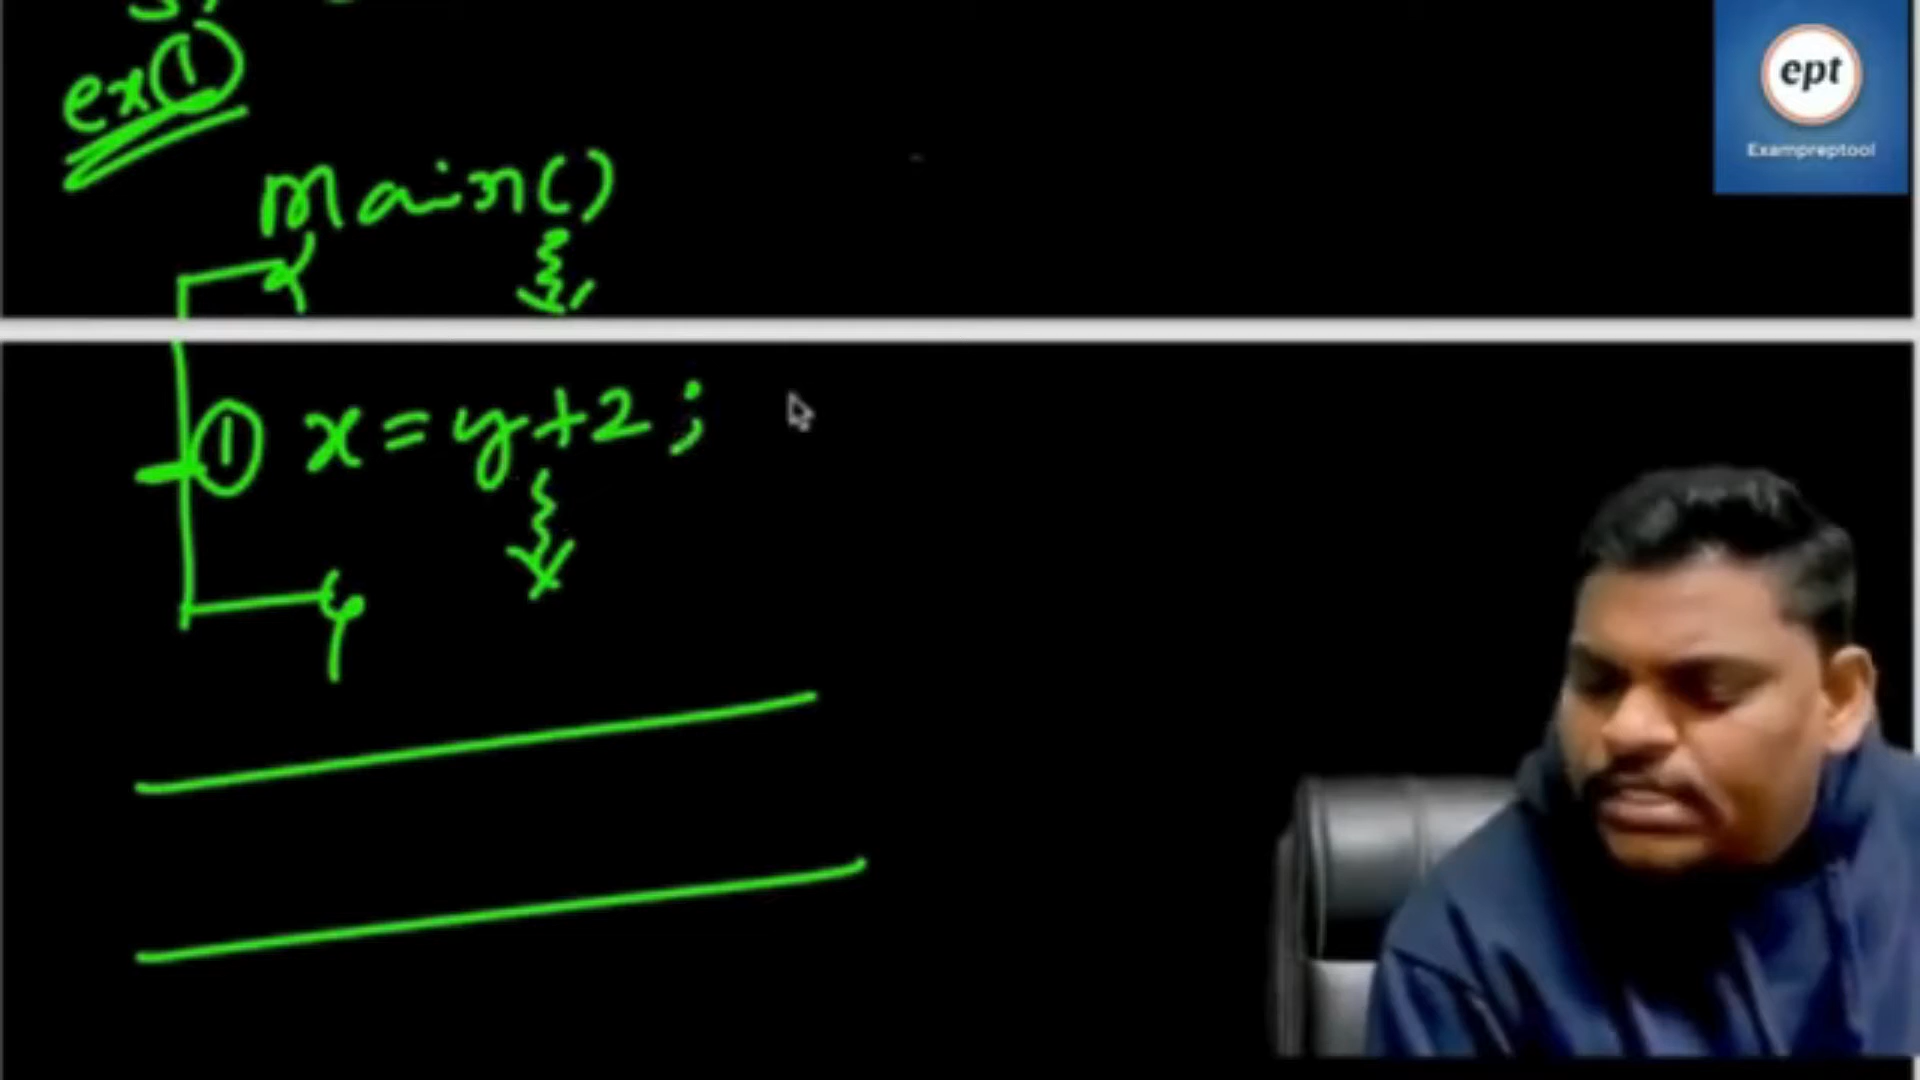 ex①
Main()
{
① x = y + 2 ;
}
ept
Exampreptool